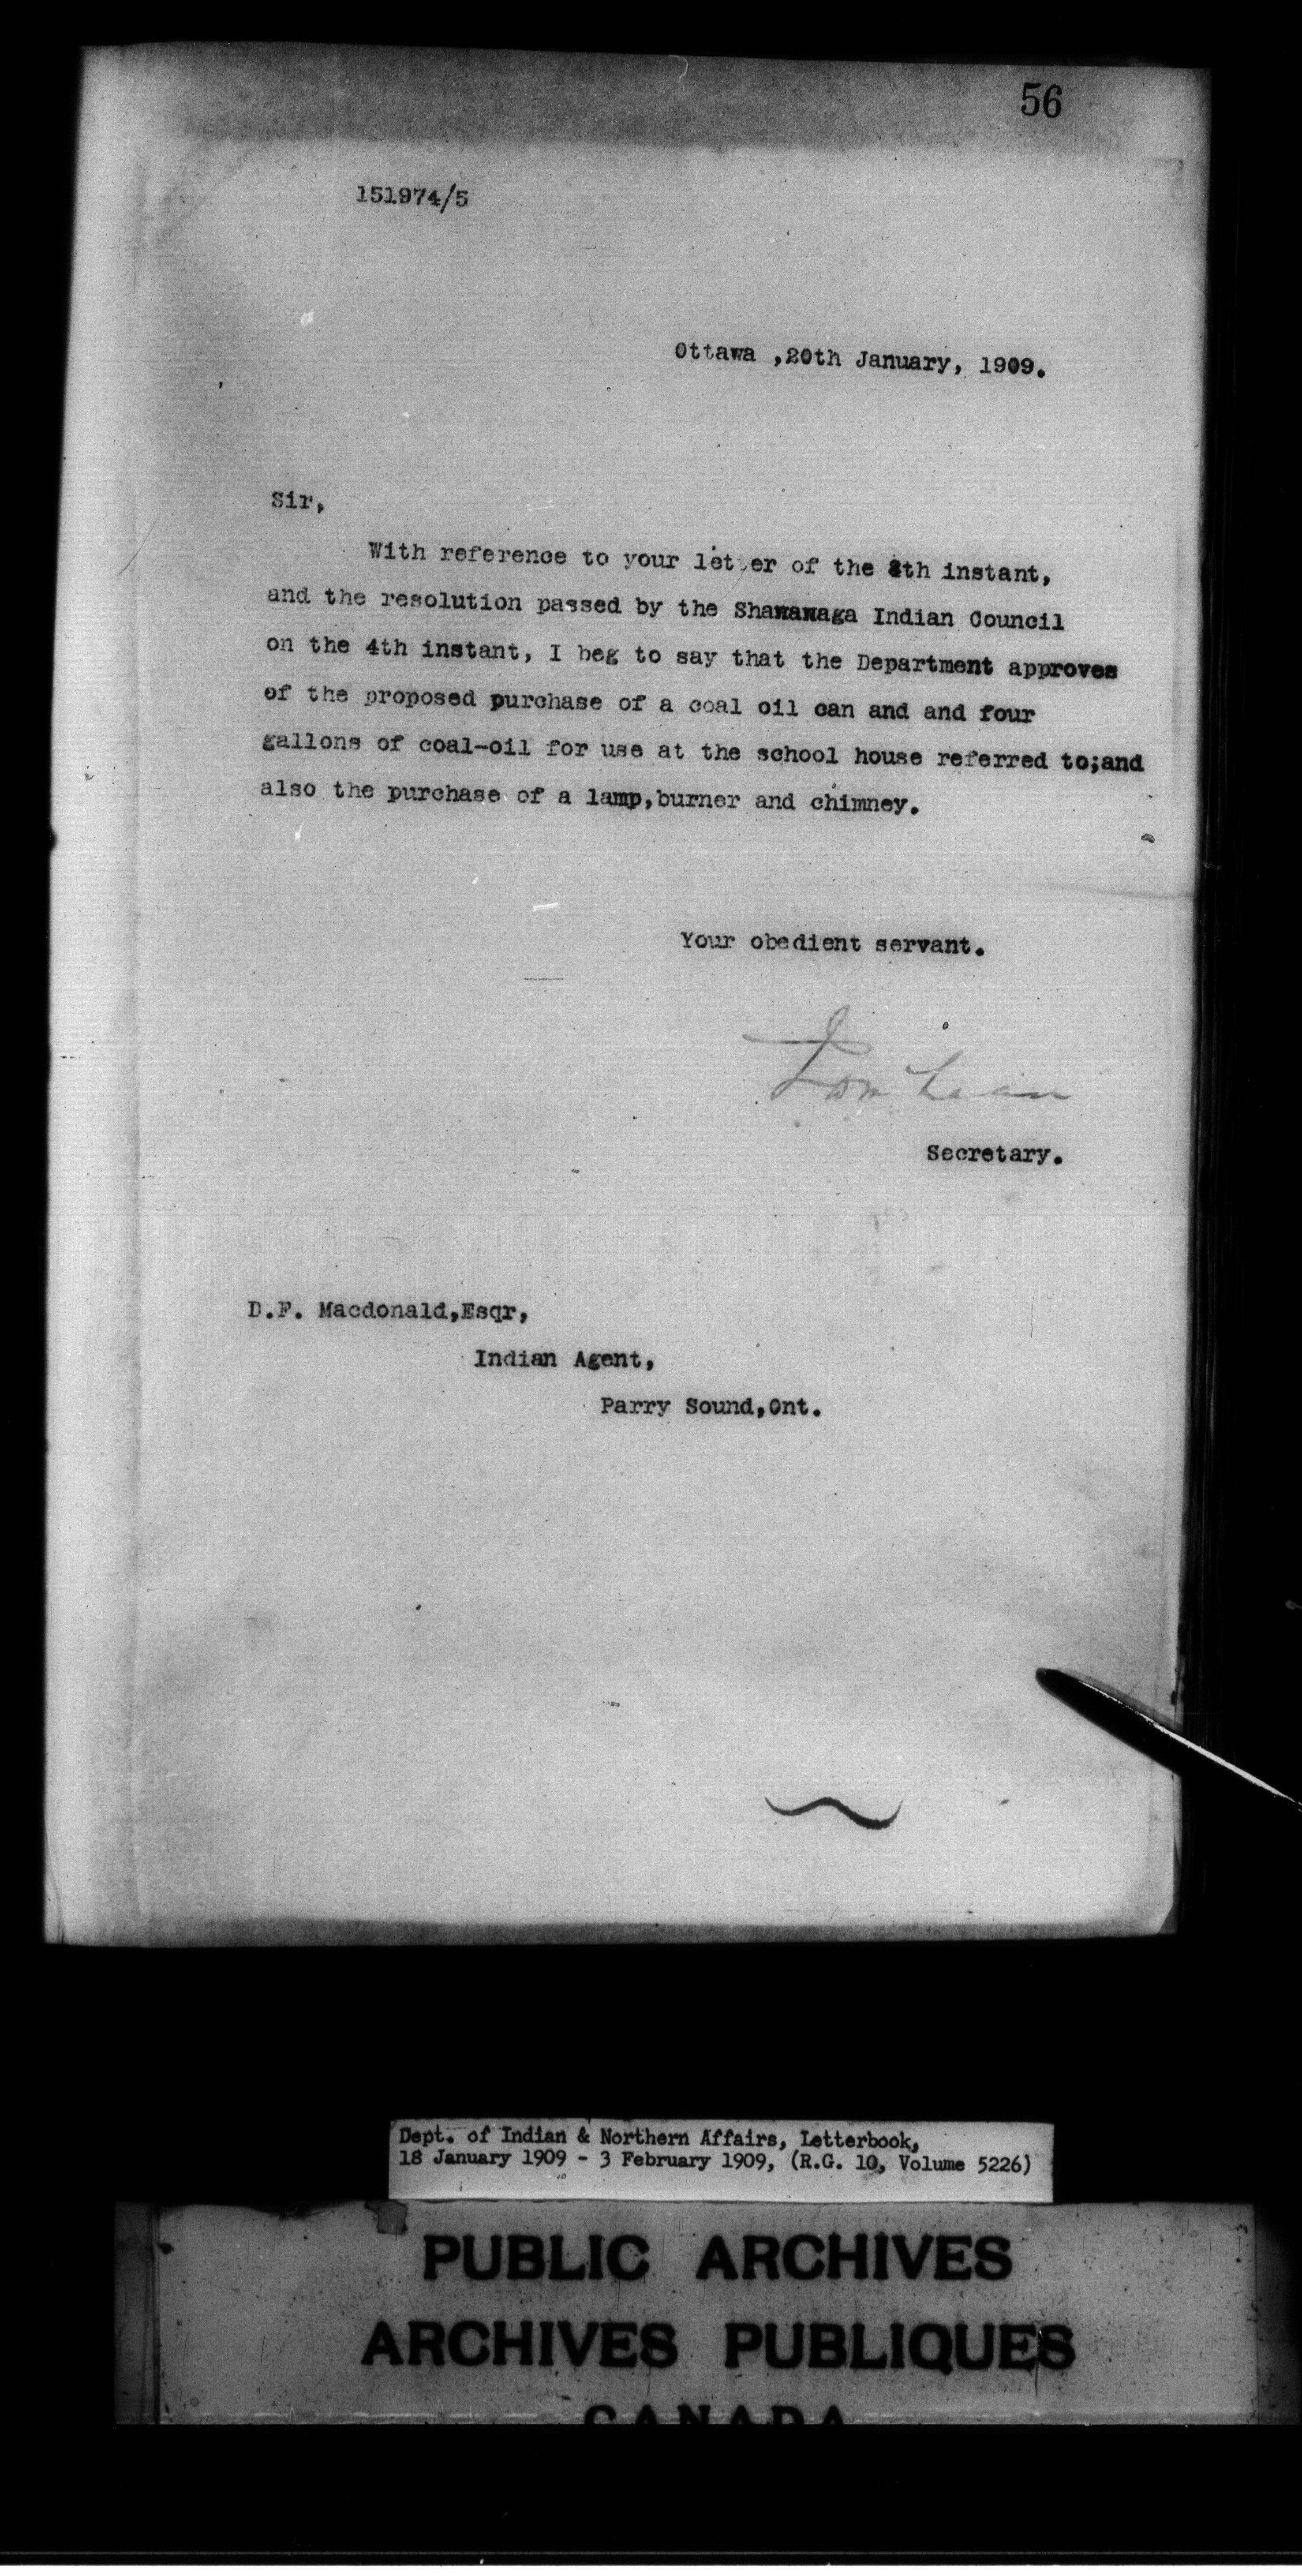 56
151974/5
Ottawa ,20th January, 1909.
Sir,
With reference to your letter of the th instant,
and the resolution passed by the Shawanaga Indian Council
on the 4th instant, I beg to say that the Department approves
of the proposed purchase of a coal oil can and and four
gallons of coal-oil for use at the school house referred to;and
also the purchase of a lamp,burner and chimney.
Your obedient servant.
Secretary.
D.F. Macdonald,Esqr,
Indian Agent,
Parry Sound,Ont.
Dept. of Indian & Northern Affairs, Letterbook,
18 January 1909 - 3 February 1909, (R.G. 10, Volume 5226)
PUBLIC ARCHIVES
ARCHIVES PUBLIQUES
CANADA